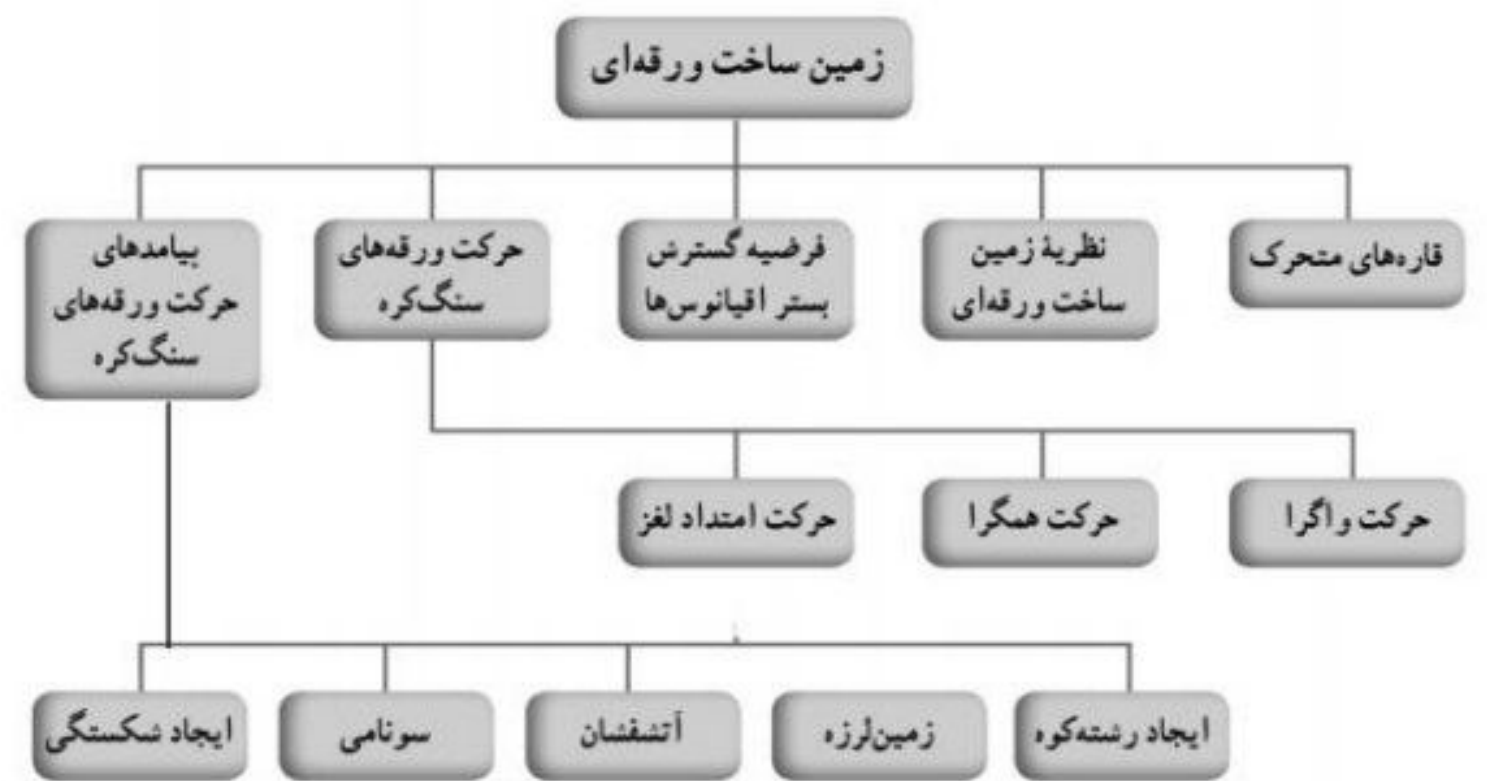 زمین ساخت ورقه‌ای
قاره‌های متحرک
نظریهٔ زمین
ساخت ورقه‌ای
فرضیه گسترش
بستر اقیانوس‌ها
حرکت ورقه‌های
سنگ‌کره
پیامدهای
حرکت ورقه‌های
سنگ‌کره
حرکت واگرا
حرکت همگرا
حرکت امتداد لغز
ایجاد رشته‌کوه
زمین‌لرزه
آتشفشان
سونامی
ایجاد شکستگی